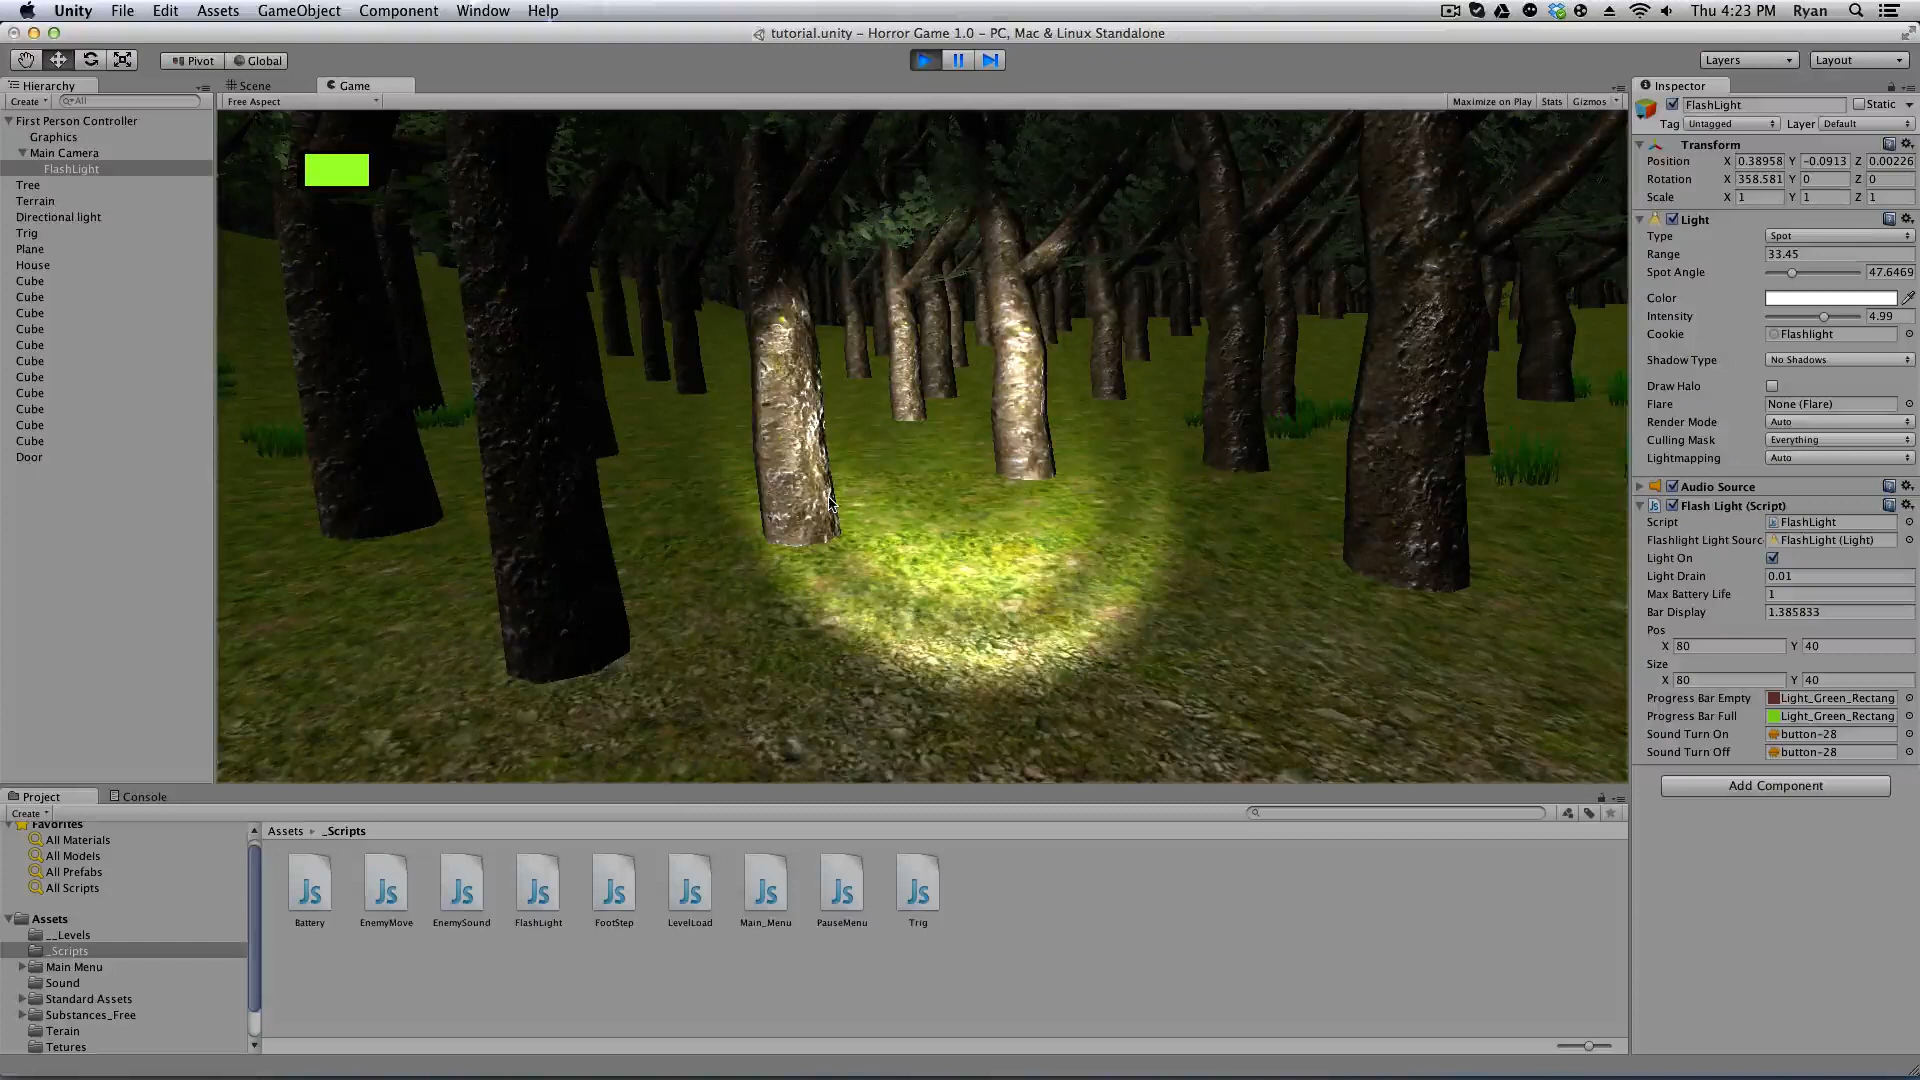 Unity File Edit Assets GameObject Component Window Help Thu 4:23 PM Ryan
tutorial.unity - Horror Game 1.0 - PC, Mac & Linux Standalone
Pivot Global Layers Layout
Hierarchy
Create All
First Person Controller
Graphics
Main Camera
FlashLight
Tree
Terrain
Directional light
Trig
Plane
House
Cube
Cube
Cube
Cube
Cube
Cube
Cube
Cube
Cube
Cube
Cube
Door
Scene Game
Free Aspect Maximize on Play Stats Gizmos
Inspector
FlashLight Static
Tag Untagged Layer Default
Transform
Position X 0.38958 Y -0.0913 Z 0.00226
Rotation X 358.581 Y 0 Z 0
Scale X 1 Y 1 Z 1
Light
Type Spot
Range 33.45
Spot Angle 47.6469
Color
Intensity 4.99
Cookie Flashlight
Shadow Type No Shadows
Draw Halo
Flare None (Flare)
Render Mode Auto
Culling Mask Everything
Lightmapping Auto
Audio Source
Flash Light (Script)
Script FlashLight
Flashlight Light Sourc FlashLight (Light)
Light On
Light Drain 0.01
Max Battery Life 1
Bar Display 1.385833
Pos
X 80 Y 40
Size
X 80 Y 40
Progress Bar Empty Light_Green_Rectang
Progress Bar Full Light_Green_Rectang
Sound Turn On button-28
Sound Turn Off button-28
Add Component
Project Console
Create
Favorites
All Materials
All Models
All Prefabs
All Scripts
Assets
__Levels
_Scripts
Main Menu
Sound
Standard Assets
Substances_Free
Terain
Tetures
Assets _Scripts
Js Js Js Js Js Js Js Js Js
Battery EnemyMove EnemySound FlashLight FootStep LevelLoad Main_Menu PauseMenu Trig